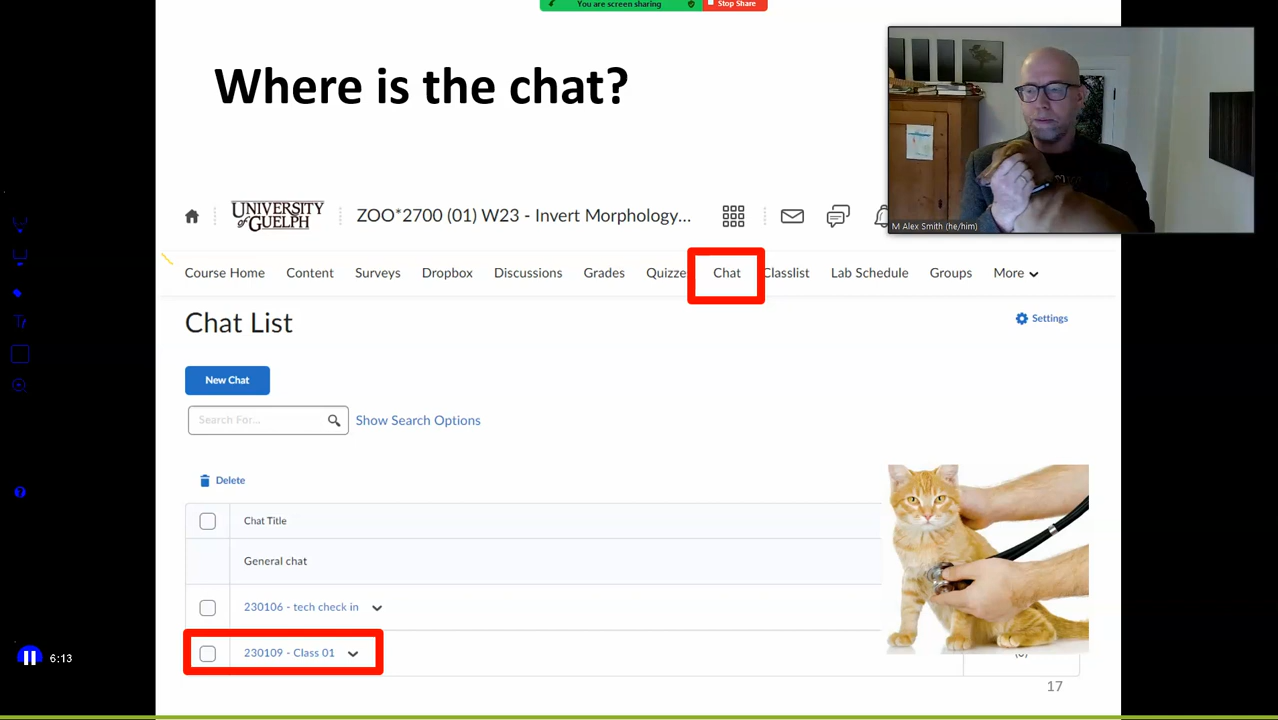 You are screen sharing
Stop Share
Where is the chat?
M Alex Smith (he/him)
UNIVERSITY
of GUELPH
ZOO*2700 (01) W23 - Invert Morphology...
Course Home Content Surveys Dropbox Discussions Grades Quizze Chat Classlist Lab Schedule Groups More
Chat List
Settings
New Chat
Search For...
Show Search Options
Delete
Chat Title
General chat
230106 - tech check in
230109 - Class 01
6:13
17